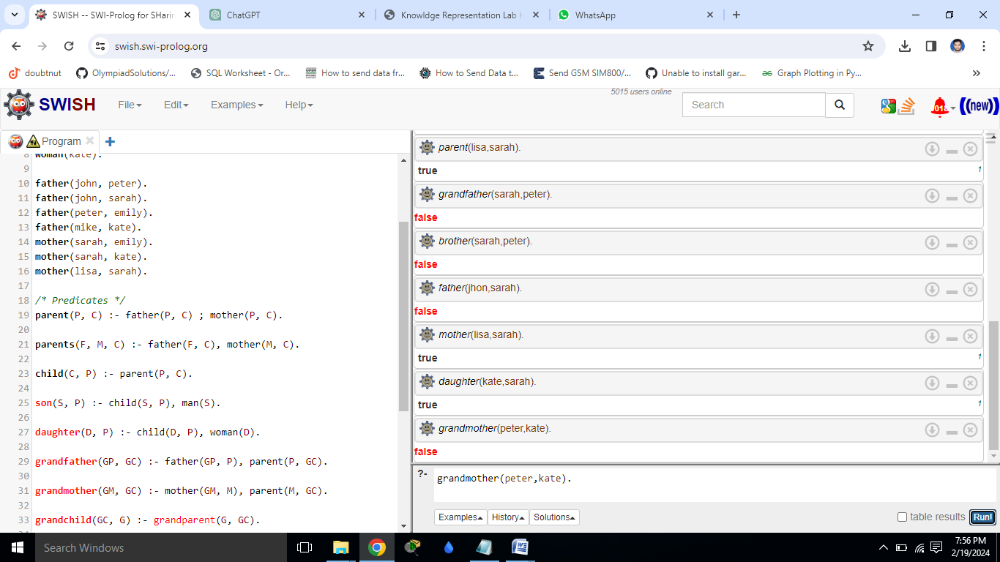 SWISH -- SWI-Prolog for SHarin
ChatGPT
Knowldge Representation Lab H
WhatsApp
swish.swi-prolog.org
doubtnut
OlympiadSolutions/...
SQL Worksheet - Or...
How to send data fr...
How to Send Data t...
Send GSM SIM800/...
Unable to install gar...
Graph Plotting in Py...
SWISH
File
Edit
Examples
Help
5015 users online
Search
018
((new))
Program
8 woman(kate).
9
10 father(john, peter).
11 father(john, sarah).
12 father(peter, emily).
13 father(mike, kate).
14 mother(sarah, emily).
15 mother(sarah, kate).
16 mother(lisa, sarah).
17
18 /* Predicates */
19 parent(P, C) :- father(P, C) ; mother(P, C).
20
21 parents(F, M, C) :- father(F, C), mother(M, C).
22
23 child(C, P) :- parent(P, C).
24
25 son(S, P) :- child(S, P), man(S).
26
27 daughter(D, P) :- child(D, P), woman(D).
28
29 grandfather(GP, GC) :- father(GP, P), parent(P, GC).
30
31 grandmother(GM, GC) :- mother(GM, M), parent(M, GC).
32
33 grandchild(GC, G) :- grandparent(G, GC).
parent(lisa,sarah).
true 1
grandfather(sarah,peter).
false
brother(sarah,peter).
false
father(jhon,sarah).
false
mother(lisa,sarah).
true 1
daughter(kate,sarah).
true 1
grandmother(peter,kate).
false
?- grandmother(peter,kate).
Examples
History
Solutions
table results
Run!
Search Windows
7:56 PM
2/19/2024